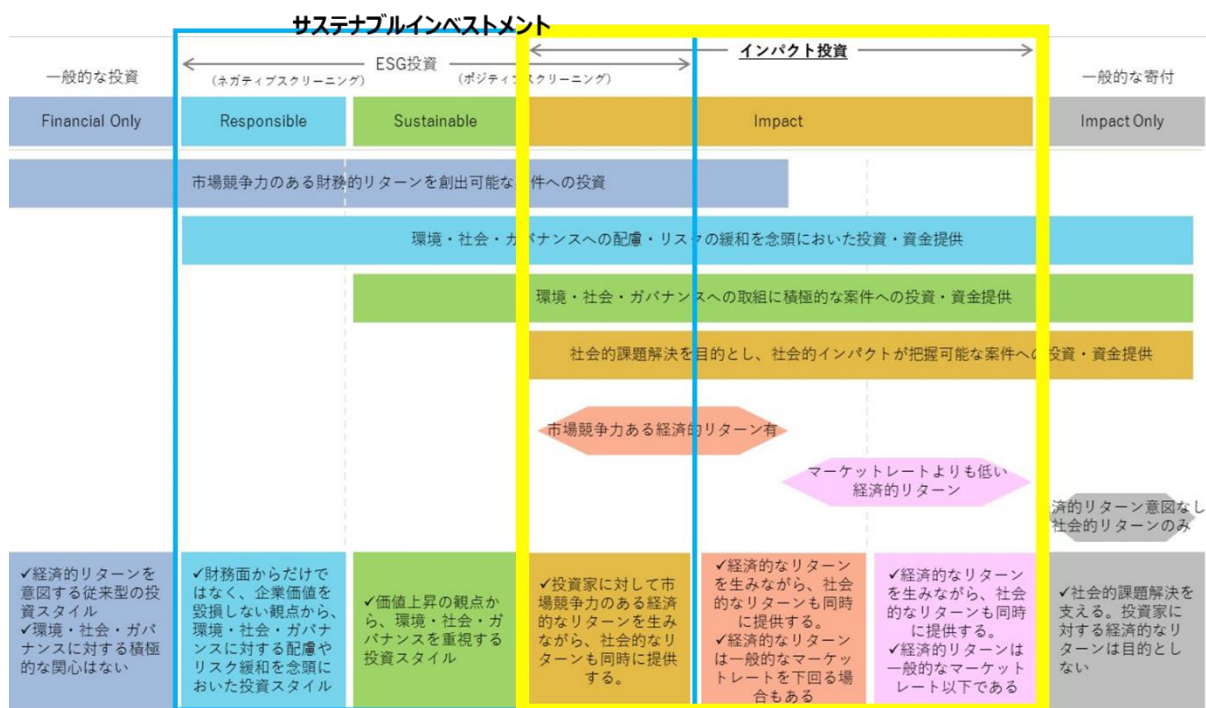 サステナブルインベストメント
インパクト投資
一般的な投資
ESG投資
(ネガティブスクリーニング)
(ポジティブスクリーニング)
一般的な寄付
Financial Only
Responsible
Sustainable
Impact
Impact Only
市場競争力のある財務的リターンを創出可能な案件への投資
環境・社会・ガバナンスへの配慮・リスクの緩和を念頭においた投資・資金提供
環境・社会・ガバナンスへの取組に積極的な案件への投資・資金提供
社会的課題解決を目的とし、社会的インパクトが把握可能な案件への投資・資金提供
市場競争力ある経済的リターン有
マーケットレートよりも低い
経済的リターン
済的リターン意図なし
社会的リターンのみ
✓経済的リターンを
意図する従来型の投
資スタイル
✓環境・社会・ガバ
ナンスに対する積極
的な関心はない
✓財務面からだけで
はなく、企業価値を
毀損しない観点から、
環境・社会・ガバナ
ンスに対する配慮や
リスク緩和を念頭に
おいた投資スタイル
✓価値上昇の観点か
ら、環境・社会・ガ
バナンスを重視する
投資スタイル
✓投資家に対して市
場競争力のある経済
的なリターンを生み
ながら、社会的なリ
ターンも同時に提供
する。
✓経済的なリターン
を生みながら、社会
的なリターンも同時
に提供する。
✓経済的なリターン
は一般的なマーケッ
トレートを下回る場
合もある
✓経済的なリターン
を生みながら、社会
的なリターンも同時
に提供する。
✓経済的なリターンは
一般的なマーケット
レート以下である
✓社会的課題解決を
支える。投資家に
対する経済的なリ
ターンは目的とし
ない